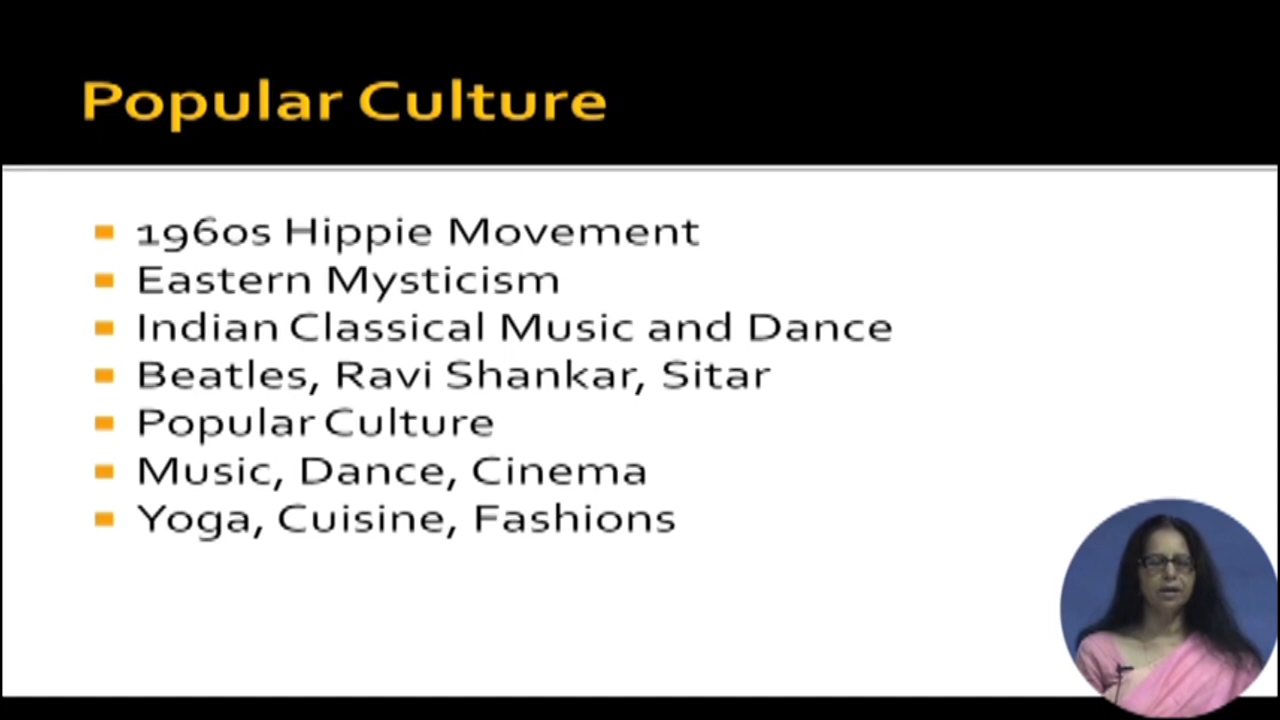 Popular Culture
1960s Hippie Movement
Eastern Mysticism
Indian Classical Music and Dance
Beatles, Ravi Shankar, Sitar
Popular Culture
Music, Dance, Cinema
Yoga, Cuisine, Fashions